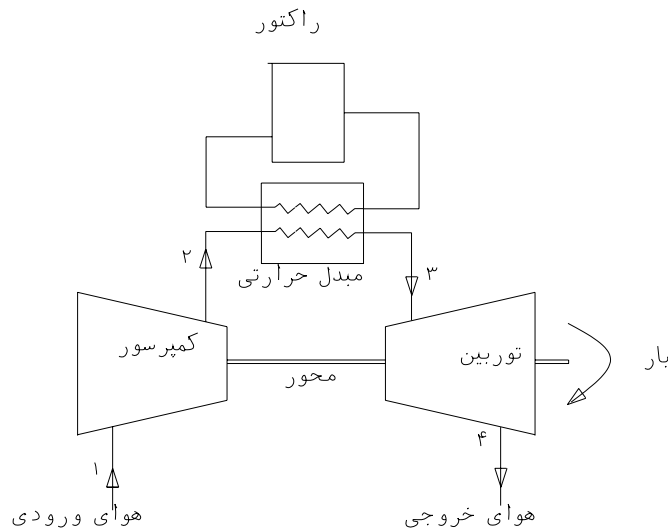 راکتور
۲
مبدل حرارتی
۳
کمپرسور
توربین
بار
محور
۱
۴
هوای ورودی
هوای خروجی